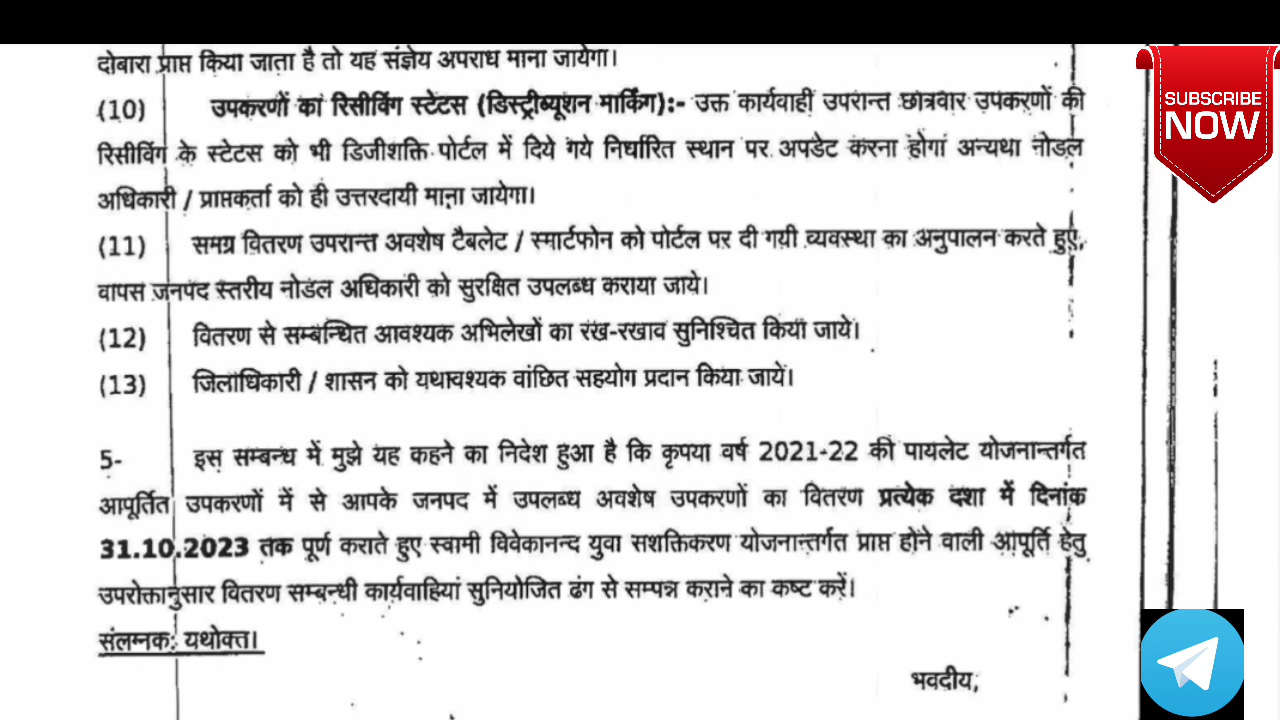 दोबारा प्राप्त किया जाता है तो यह संज्ञेय अपराध माना जायेगा।
(10) उपकरणों का रिसीविंग स्टेटस (डिस्ट्रीब्यूशन मार्किंग):- उक्त कार्यवाही उपरान्त छात्रवार उपकरणों की
रिसीविंग के स्टेटस को भी डिजीशक्ति पोर्टल में दिये गये निर्धारित स्थान पर अपडेट करना होगा अन्यथा नोडल
अधिकारी / प्राप्तकर्ता को ही उत्तरदायी माना जायेगा।
(11) समग्र वितरण उपरान्त अवशेष टैबलेट / स्मार्टफोन को पोर्टल पर दी गयी व्यवस्था का अनुपालन करते हुए,
वापस जनपद स्तरीय नोडल अधिकारी को सुरक्षित उपलब्ध कराया जाये।
(12) वितरण से सम्बन्धित आवश्यक अभिलेखों का रख-रखाव सुनिश्चित किया जाये।
(13) जिलाधिकारी / शासन को यथावश्यक वांछित सहयोग प्रदान किया जाये।
5- इस सम्बन्ध में मुझे यह कहने का निदेश हुआ है कि कृपया वर्ष 2021-22 की पायलेट योजनान्तर्गत
आपूर्तित उपकरणों में से आपके जनपद में उपलब्ध अवशेष उपकरणों का वितरण प्रत्येक दशा में दिनांक
31.10.2023 तक पूर्ण कराते हुए स्वामी विवेकानन्द युवा सशक्तिकरण योजनान्तर्गत प्राप्त होने वाली आपूर्ति हेतु
उपरोक्तानुसार वितरण सम्बन्धी कार्यवाहियां सुनियोजित ढंग से सम्पन्न कराने का कष्ट करें।
संलग्नक: यथोक्त।
भवदीय,
SUBSCRIBE
NOW